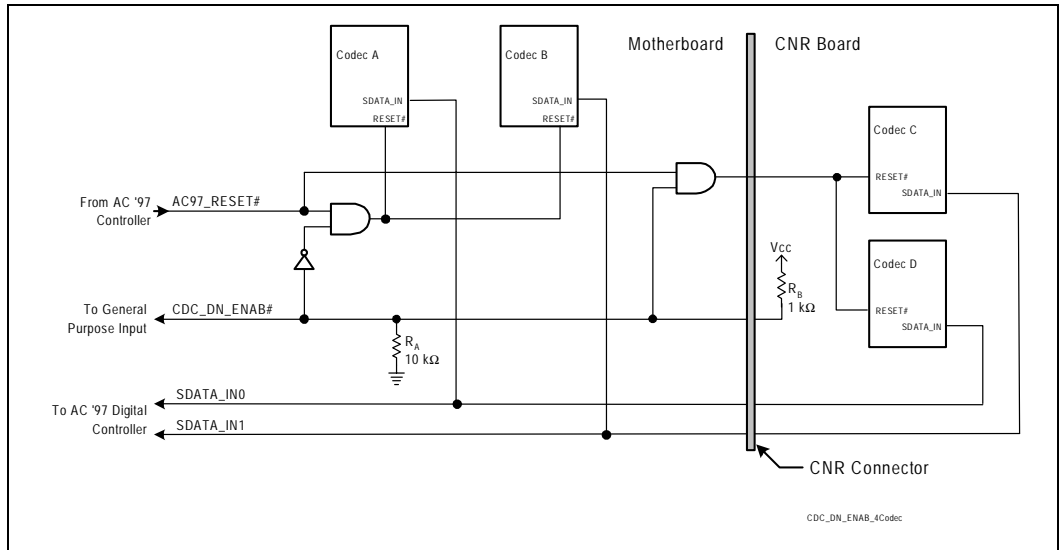 Motherboard
CNR Board
Codec A
SDATA_IN
RESET#
Codec B
SDATA_IN
RESET#
Codec C
RESET#
SDATA_IN
From AC '97
Controller
AC97_RESET#
Vcc
RB
1 kΩ
Codec D
RESET#
SDATA_IN
To General
Purpose Input
CDC_DN_ENAB#
RA
10 kΩ
To AC '97 Digital
Controller
SDATA_IN0
SDATA_IN1
CNR Connector
CDC_DN_ENAB_4Codec